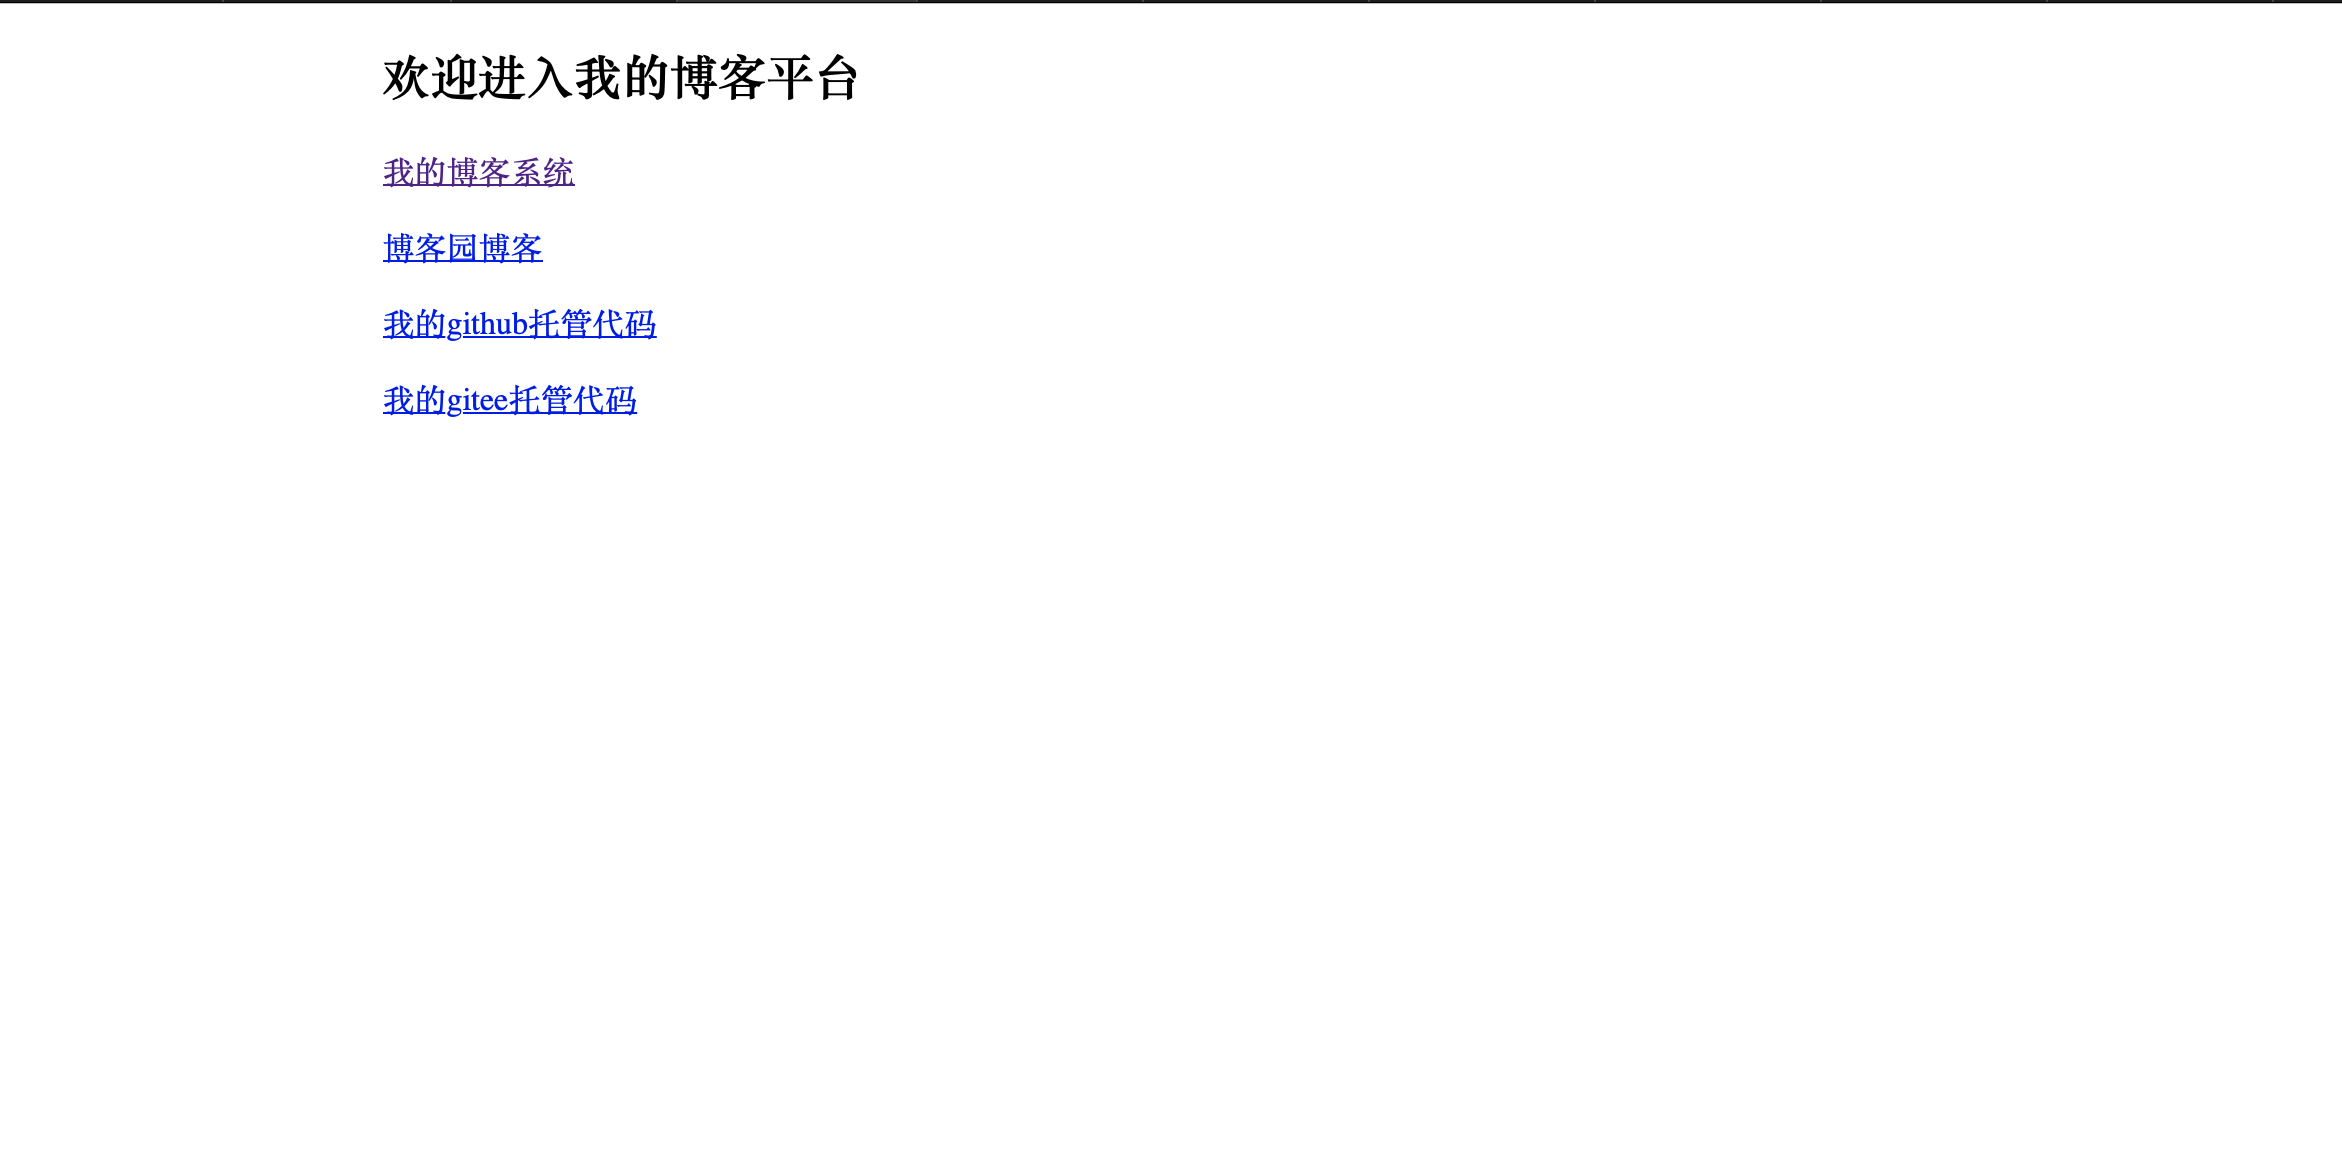 欢迎进入我的博客平台
我的博客系统
博客园博客
我的github托管代码
我的gitee托管代码